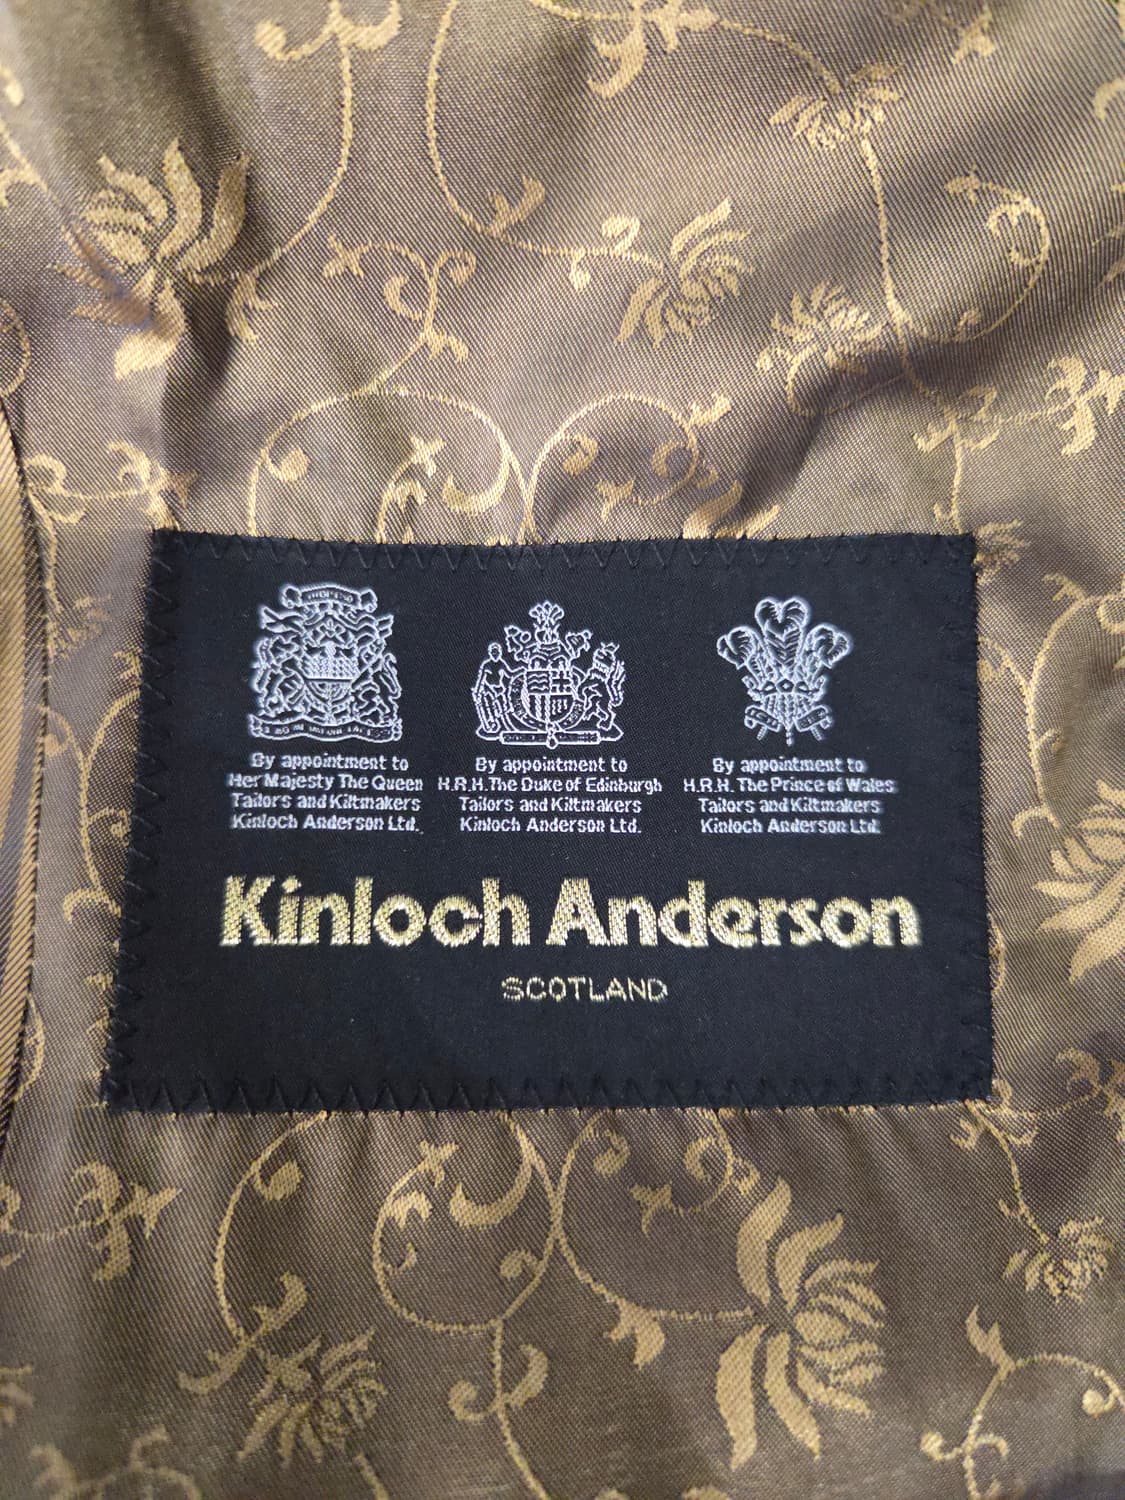 By appointment to
Her Majesty The Queen
Tailors and Kiltmakers
Kinloch Anderson Ltd.
By appointment to
H.R.H. The Duke of Edinburgh
Tailors and Kiltmakers
Kinloch Anderson Ltd.
By appointment to
H.R.H. The Prince of Wales
Tailors and Kiltmakers
Kinloch Anderson Ltd.
Kinloch Anderson
SCOTLAND